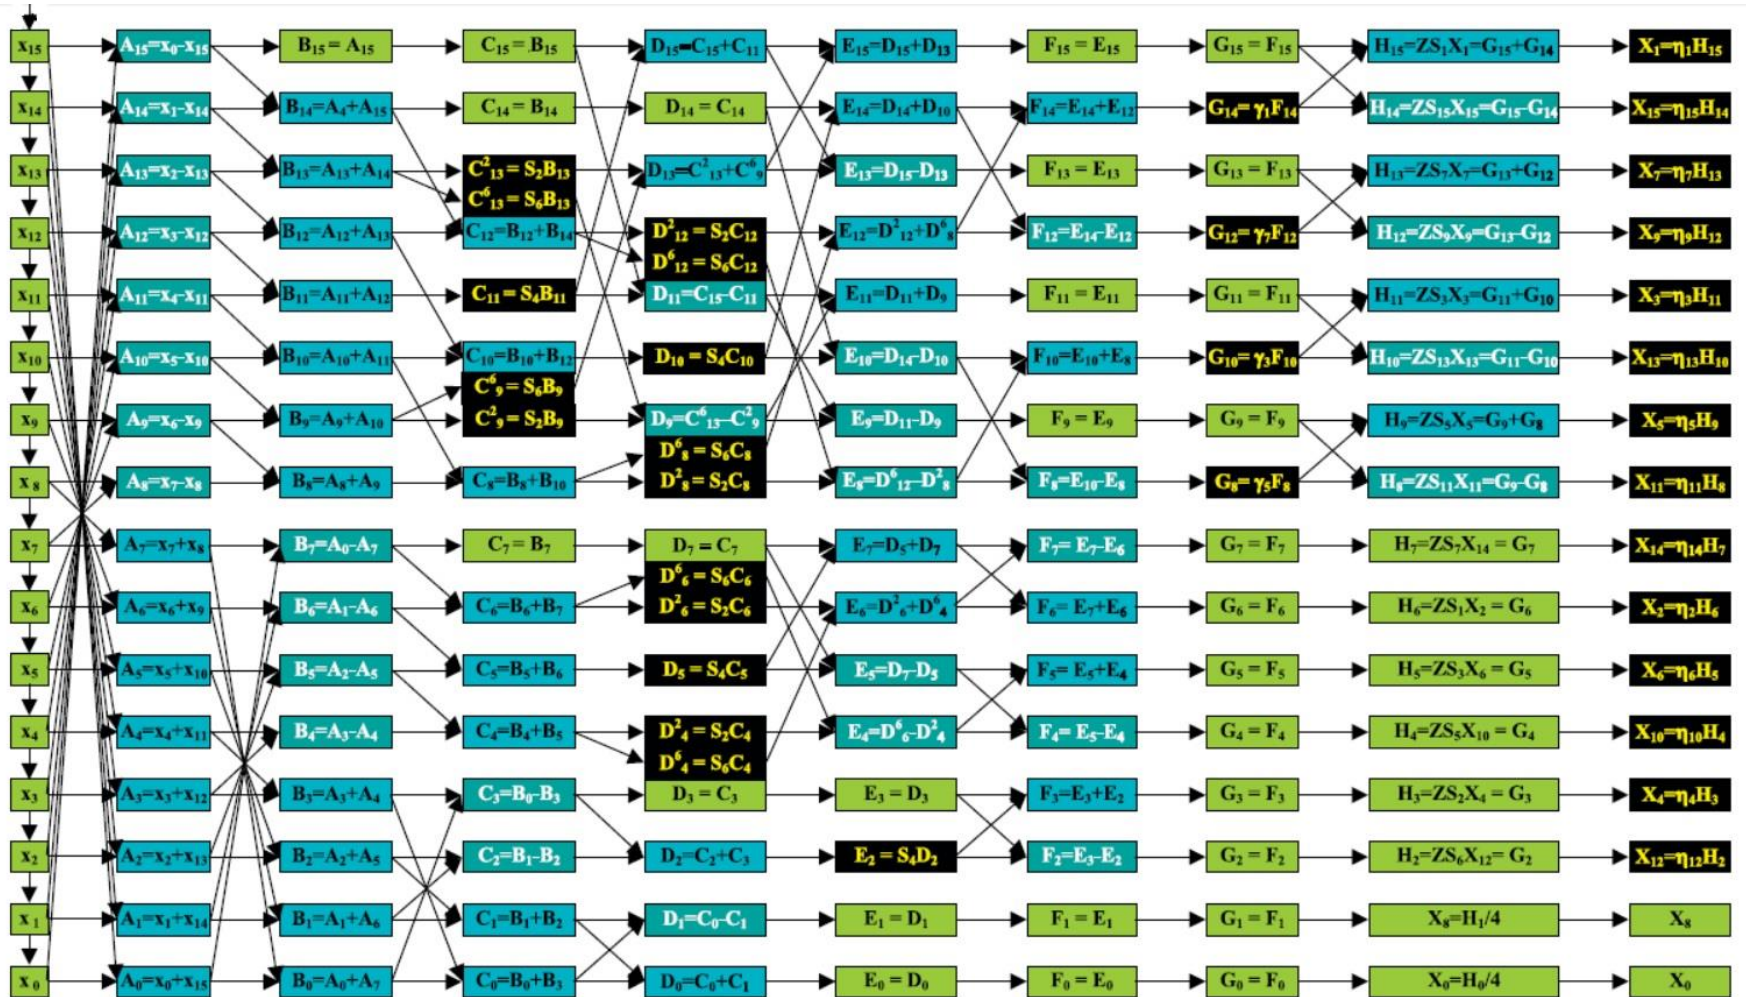 x₁₅ A₁₅=x₀-x₁₅ B₁₅ = A₁₅ C₁₅ = B₁₅ D₁₅=C₁₅+C₁₁ E₁₅=D₁₅+D₁₃ F₁₅ = E₁₅ G₁₅ = F₁₅ H₁₅=ZS₁X₁=G₁₅+G₁₄ X₁=η₁H₁₅
x₁₄ A₁₄=x₁-x₁₄ B₁₄=A₄+A₁₅ C₁₄ = B₁₄ D₁₄ = C₁₄ E₁₄=D₁₄+D₁₀ F₁₄=E₁₄+E₁₂ G₁₄= γ₁F₁₄ H₁₄=ZS₁₅X₁₅=G₁₅-G₁₄ X₁₅=η₁₅H₁₄
x₁₃ A₁₃=x₂-x₁₃ B₁₃=A₁₃+A₁₄ C²₁₃ = S₂B₁₃ D₁₃=C²₁₃+C⁶₉ E₁₃=D₁₅-D₁₃ F₁₃ = E₁₃ G₁₃ = F₁₃ H₁₃=ZS₇X₇=G₁₃+G₁₂ X₇=η₇H₁₃
C⁶₁₃ = S₆B₁₃
x₁₂ A₁₂=x₃-x₁₂ B₁₂=A₁₂+A₁₃ C₁₂=B₁₂+B₁₄ D²₁₂ = S₂C₁₂ E₁₂=D²₁₂+D⁶₈ F₁₂=E₁₄-E₁₂ G₁₂= γ₇F₁₂ H₁₂=ZS₉X₉=G₁₃-G₁₂ X₉=η₉H₁₂
D⁶₁₂ = S₆C₁₂
x₁₁ A₁₁=x₄-x₁₁ B₁₁=A₁₁+A₁₂ C₁₁ = S₄B₁₁ D₁₁=C₁₅-C₁₁ E₁₁=D₁₁+D₉ F₁₁ = E₁₁ G₁₁ = F₁₁ H₁₁=ZS₃X₃=G₁₁+G₁₀ X₃=η₃H₁₁
x₁₀ A₁₀=x₅-x₁₀ B₁₀=A₁₀+A₁₁ C₁₀=B₁₀+B₁₂ D₁₀ = S₄C₁₀ E₁₀=D₁₄-D₁₀ F₁₀=E₁₀+E₈ G₁₀= γ₃F₁₀ H₁₀=ZS₁₃X₁₃=G₁₁-G₁₀ X₁₃=η₁₃H₁₀
C⁶₉ = S₆B₉
x₉ A₉=x₆-x₉ B₉=A₉+A₁₀ C²₉ = S₂B₉ D₉=C⁶₁₃-C²₉ E₉=D₁₁-D₉ F₉ = E₉ G₉ = F₉ H₉=ZS₅X₅=G₉+G₈ X₅=η₅H₉
D⁶₈ = S₆C₈
x₈ A₈=x₇-x₈ B₈=A₈+A₉ C₈=B₈+B₁₀ D²₈ = S₂C₈ E₈=D⁶₁₂-D²₈ F₈=E₁₀-E₈ G₈= γ₅F₈ H₈=ZS₁₁X₁₁=G₉-G₈ X₁₁=η₁₁H₈
x₇ A₇=x₇+x₈ B₇=A₀-A₇ C₇ = B₇ D₇ = C₇ E₇=D₅+D₇ F₇= E₇-E₆ G₇ = F₇ H₇=ZS₇X₁₄ = G₇ X₁₄=η₁₄H₇
D⁶₆ = S₆C₆
x₆ A₆=x₆+x₉ B₆=A₁-A₆ C₆=B₆+B₇ D²₆ = S₂C₆ E₆=D²₆+D⁶₄ F₆= E₇+E₆ G₆ = F₆ H₆=ZS₁X₂ = G₆ X₂=η₂H₆
x₅ A₅=x₅+x₁₀ B₅=A₂-A₅ C₅=B₅+B₆ D₅ = S₄C₅ E₅=D₇-D₅ F₅= E₅+E₄ G₅ = F₅ H₅=ZS₃X₆ = G₅ X₆=η₆H₅
x₄ A₄=x₄+x₁₁ B₄=A₃-A₄ C₄=B₄+B₅ D²₄ = S₂C₄ E₄=D⁶₆-D²₄ F₄= E₅-E₄ G₄ = F₄ H₄=ZS₅X₁₀ = G₄ X₁₀=η₁₀H₄
D⁶₄ = S₆C₄
x₃ A₃=x₃+x₁₂ B₃=A₃+A₄ C₃=B₀-B₃ D₃ = C₃ E₃ = D₃ F₃=E₃+E₂ G₃ = F₃ H₃=ZS₂X₄ = G₃ X₄=η₄H₃
x₂ A₂=x₂+x₁₃ B₂=A₂+A₅ C₂=B₁-B₂ D₂=C₂+C₃ E₂ = S₄D₂ F₂=E₃-E₂ G₂ = F₂ H₂=ZS₆X₁₂ = G₂ X₁₂=η₁₂H₂
x₁ A₁=x₁+x₁₄ B₁=A₁+A₆ C₁=B₁+B₂ D₁=C₀-C₁ E₁ = D₁ F₁ = E₁ G₁ = F₁ X₈=H₁/4 X₈
x₀ A₀=x₀+x₁₅ B₀=A₀+A₇ C₀=B₀+B₃ D₀=C₀+C₁ E₀ = D₀ F₀ = E₀ G₀ = F₀ X₀=H₀/4 X₀